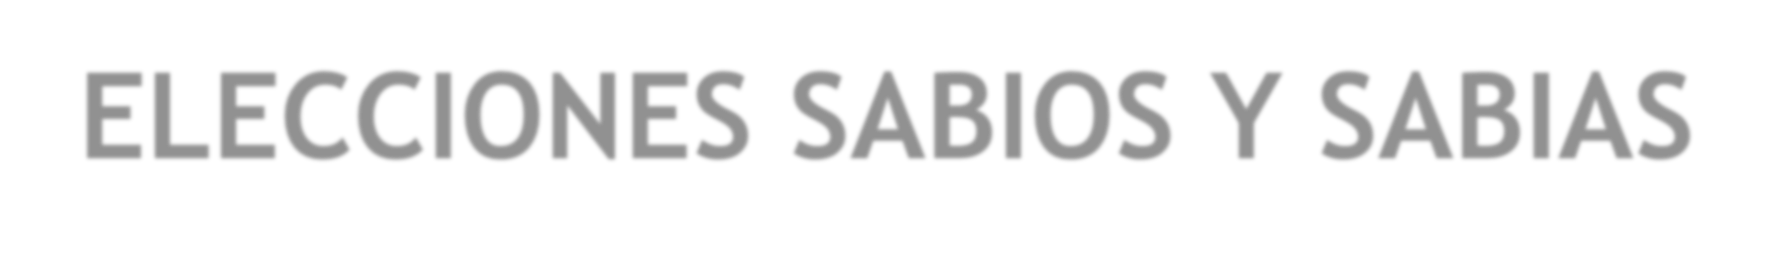 ELECCIONES SABIOS Y SABIAS